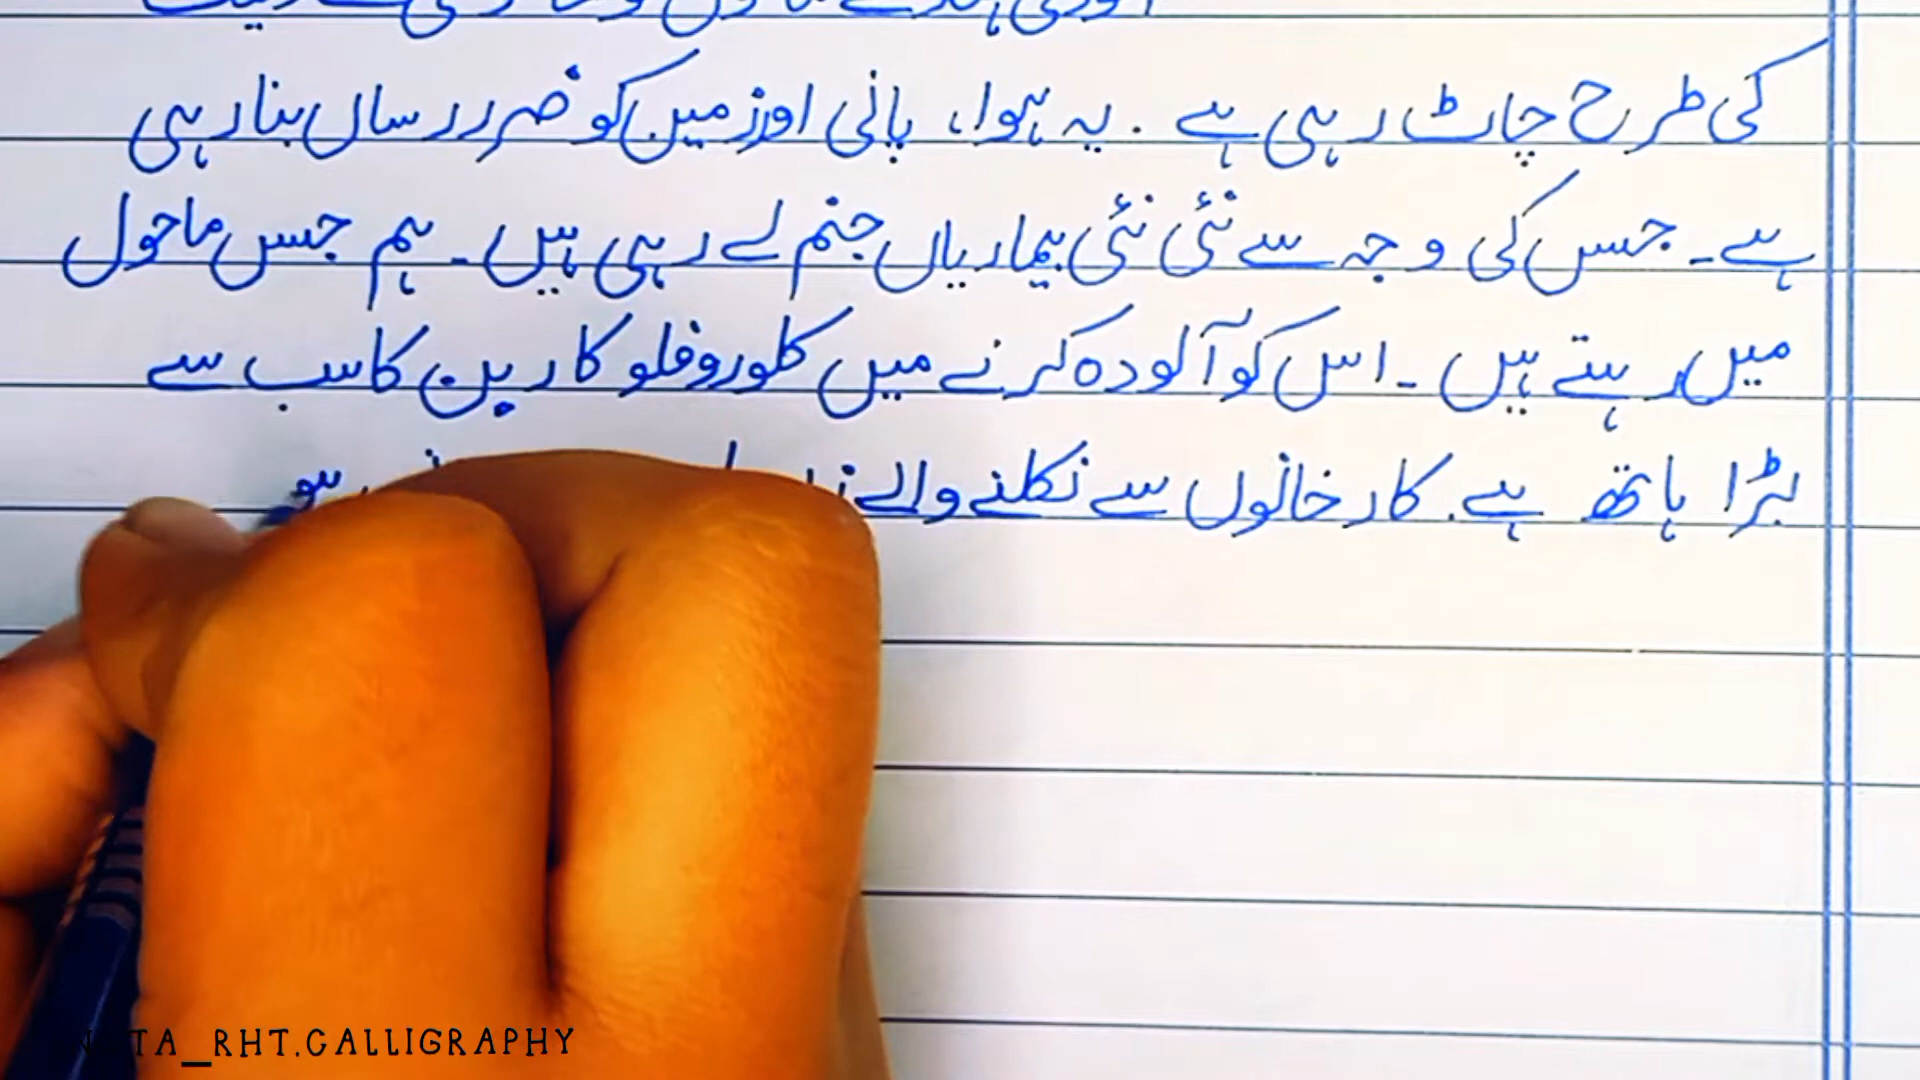 کی طرح چاٹ رہی ہے . یہ ہوا، پانی اور زمین کو ضرر رساں بنا رہی
ہے۔ جس کی وجہ سے نئی نئی بیماریاں جنم لے رہی ہیں۔ ہم جس ماحول
میں رہتے ہیں ۔ اس کو آلودہ کرنے میں کلوروفلو کاربن کا سب سے
بڑا ہاتھ ہے۔ کارخانوں سے نکلنے والے
_RHT.CALLIGRAPHY